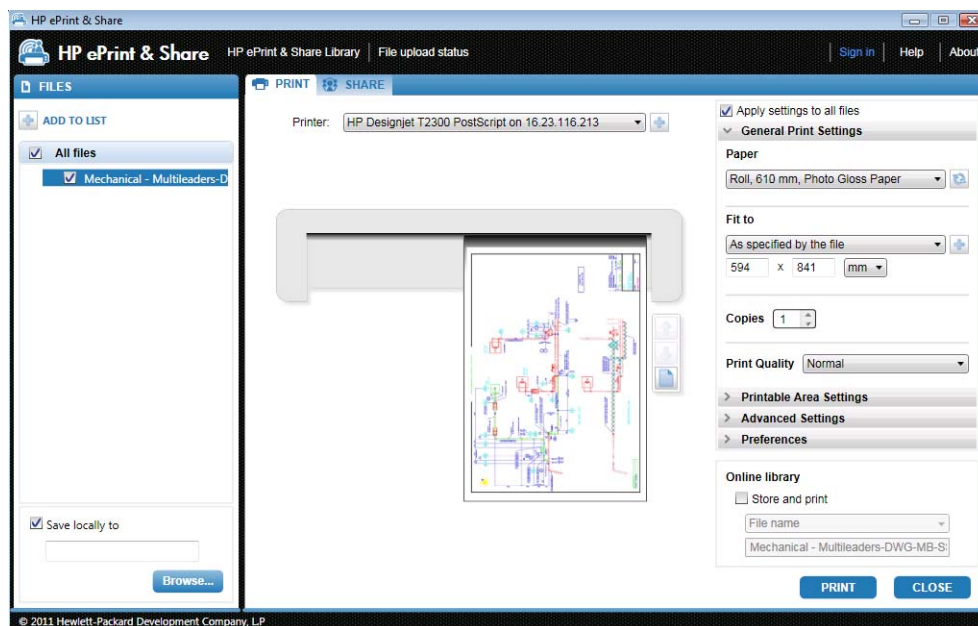 HP ePrint & Share
HP ePrint & Share
HP ePrint & Share Library
File upload status
Sign in
Help
About
FILES
ADD TO LIST
All files
Mechanical - Multileaders-D
Save locally to
Browse...
PRINT
SHARE
Printer:
HP Designjet T2300 PostScript on 16.23.116.213
Apply settings to all files
General Print Settings
Paper
Roll, 610 mm, Photo Gloss Paper
Fit to
As specified by the file
594 x 841 mm
Copies 1
Print Quality Normal
Printable Area Settings
Advanced Settings
Preferences
Online library
Store and print
File name
Mechanical - Multileaders-DWG-MB-S
PRINT
CLOSE
© 2011 Hewlett-Packard Development Company, L.P